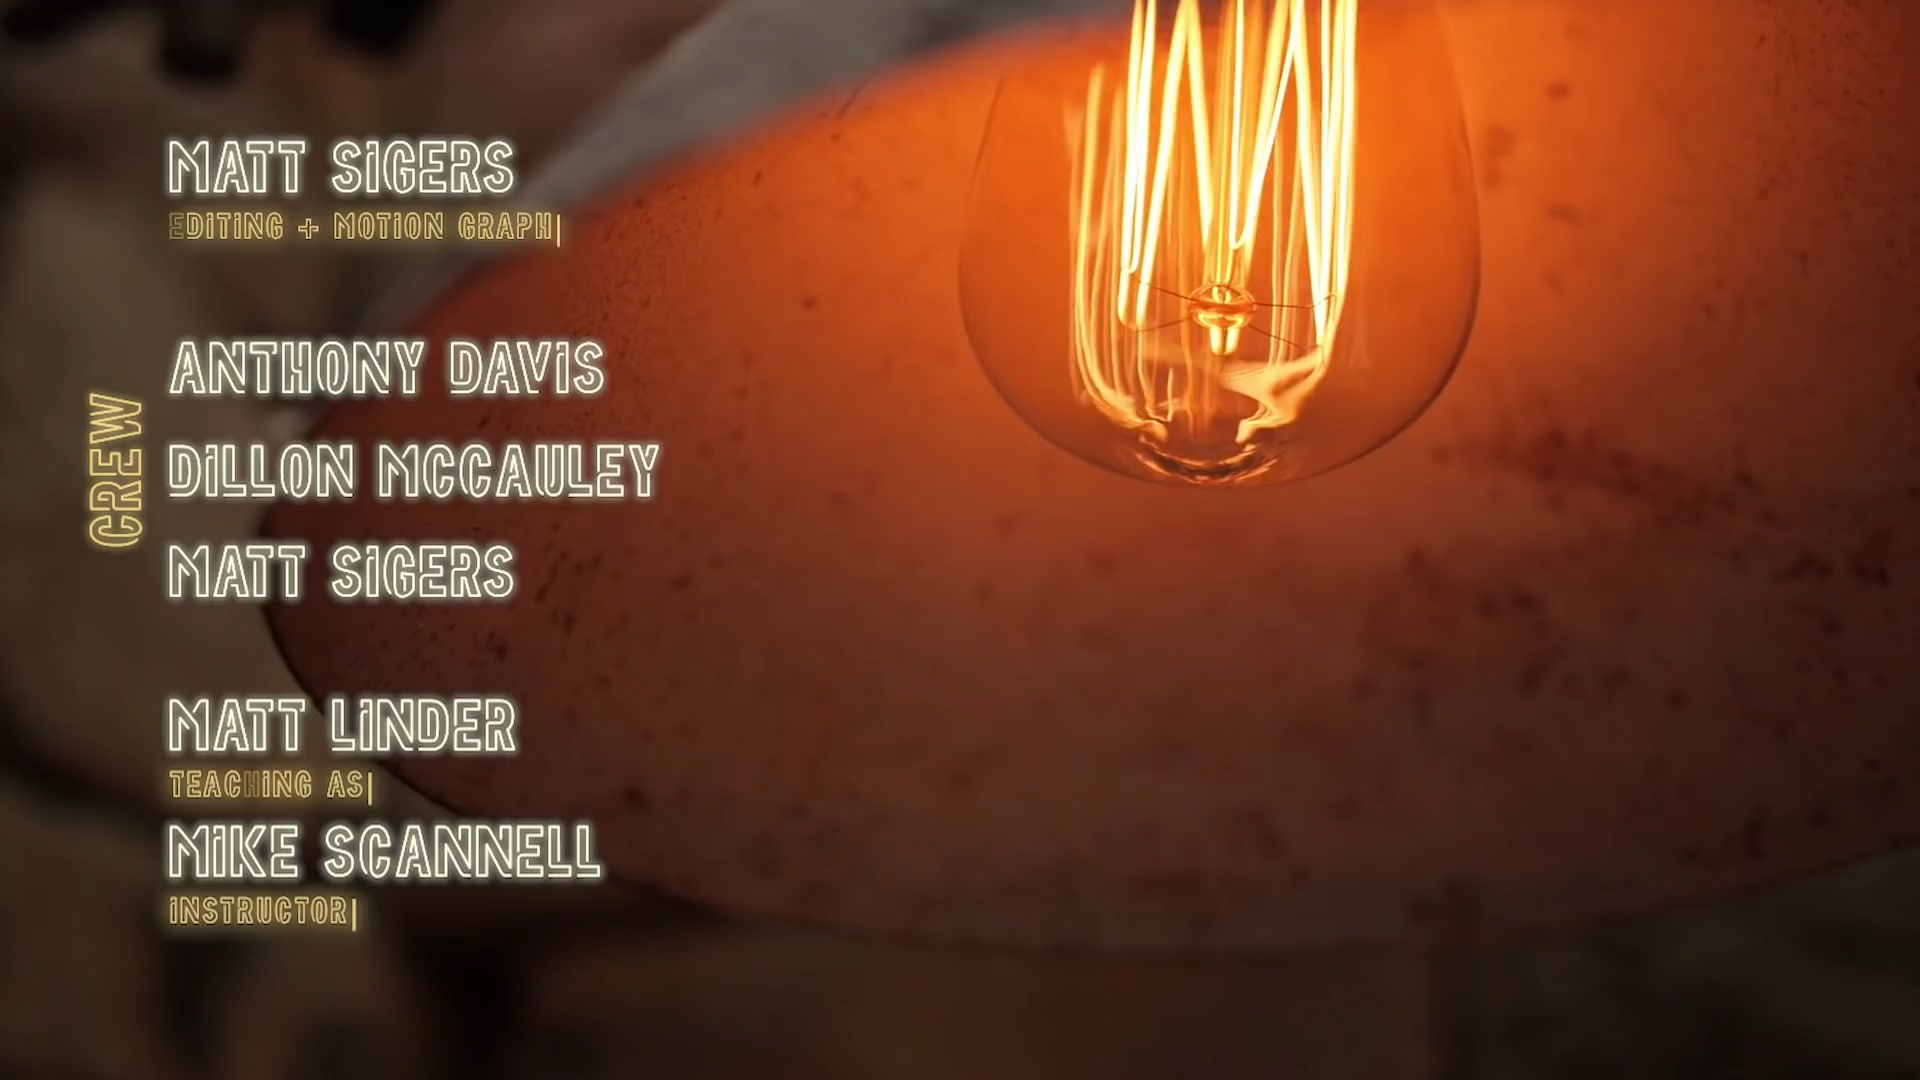 MATT SIGERS
EDITING + MOTION GRAPH|
CREW
ANTHONY DAVIS
DILLON MCCAULEY
MATT SIGERS
MATT LINDER
TEACHING AS|
MIKE SCANNELL
INSTRUCTOR|